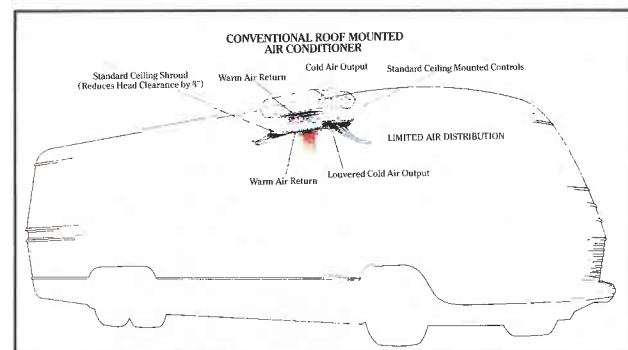 CONVENTIONAL ROOF MOUNTED
AIR CONDITIONER
Standard Ceiling Shroud
(Reduces Head Clearance by 8")
Warm Air Return
Cold Air Output
Standard Ceiling Mounted Controls
LIMITED AIR DISTRIBUTION
Warm Air Return
Louvered Cold Air Output